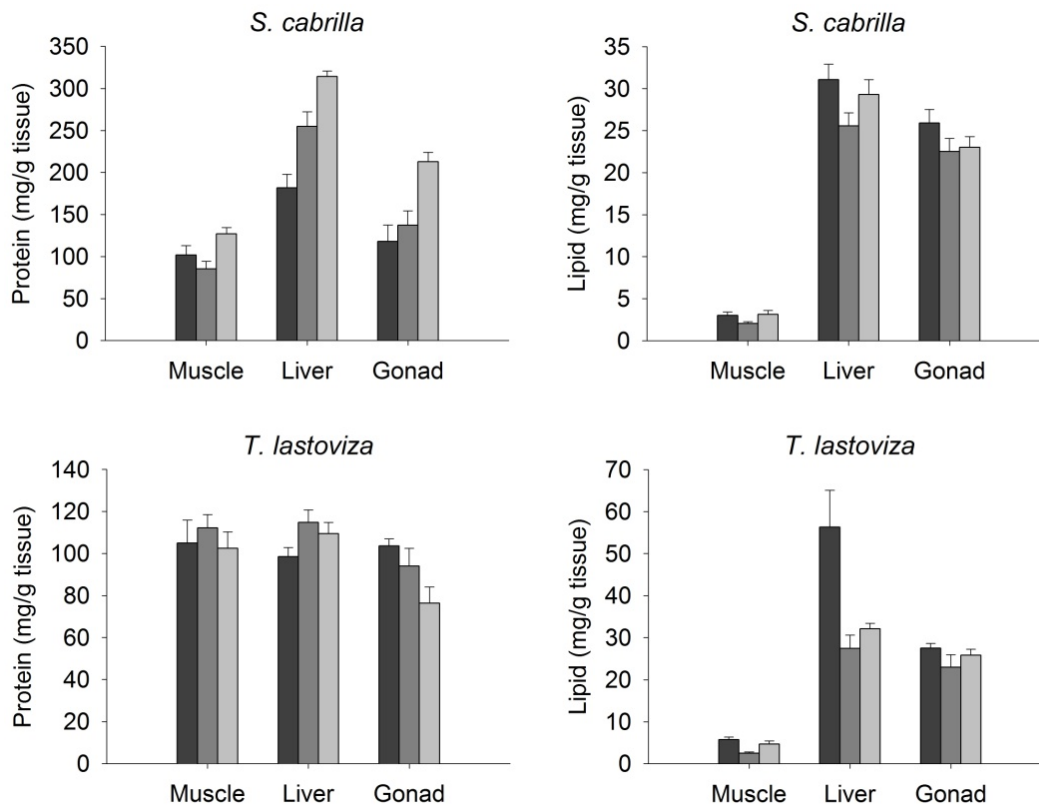 S. cabrilla
Protein (mg/g tissue)
350
300
250
200
150
100
50
0
Muscle Liver Gonad
S. cabrilla
Lipid (mg/g tissue)
35
30
25
20
15
10
5
0
Muscle Liver Gonad
T. lastoviza
Protein (mg/g tissue)
140
120
100
80
60
40
20
0
Muscle Liver Gonad
T. lastoviza
Lipid (mg/g tissue)
70
60
50
40
30
20
10
0
Muscle Liver Gonad